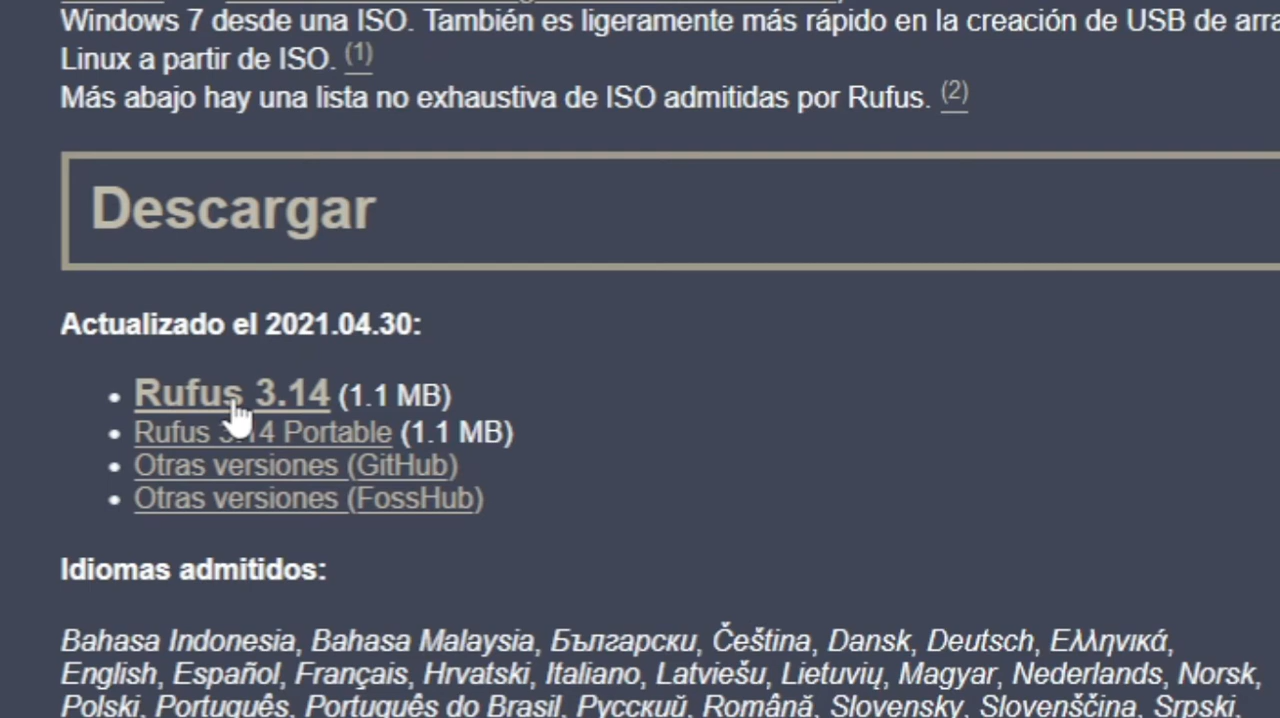 Windows 7 desde una ISO. También es ligeramente más rápido en la creación de USB de arra
Linux a partir de ISO. (1)
Más abajo hay una lista no exhaustiva de ISO admitidas por Rufus. (2)
Descargar
Actualizado el 2021.04.30:
• Rufus 3.14 (1.1 MB)
• Rufus 3.14 Portable (1.1 MB)
• Otras versiones (GitHub)
• Otras versiones (FossHub)
Idiomas admitidos:
Bahasa Indonesia, Bahasa Malaysia, Български, Čeština, Dansk, Deutsch, Ελληνικά,
English, Español, Français, Hrvatski, Italiano, Latviešu, Lietuvių, Magyar, Nederlands, Norsk,
Polski, Português, Português do Brasil, Русский, Română, Slovensky, Slovenščina, Srpski,